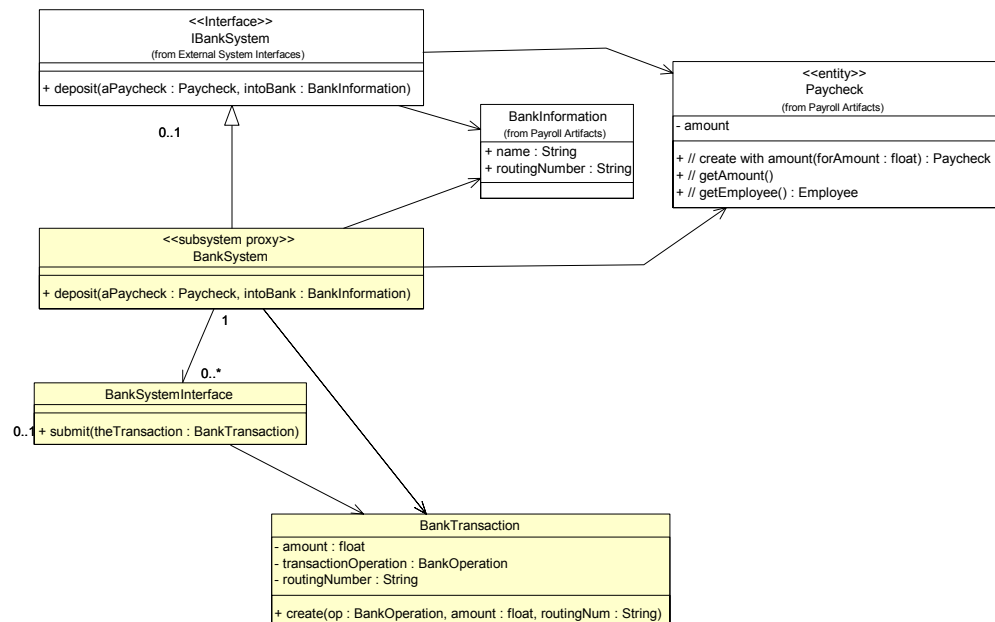 <<Interface>>
IBankSystem
(from External System Interfaces)
+ deposit(aPaycheck : Paycheck, intoBank : BankInformation)
0..1
BankInformation
(from Payroll Artifacts)
+ name : String
+ routingNumber : String
<<entity>>
Paycheck
(from Payroll Artifacts)
- amount
+ // create with amount(forAmount : float) : Paycheck
+ // getAmount()
+ // getEmployee() : Employee
<<subsystem proxy>>
BankSystem
+ deposit(aPaycheck : Paycheck, intoBank : BankInformation)
1
0..*
BankSystemInterface
0..1
+ submit(theTransaction : BankTransaction)
BankTransaction
- amount : float
- transactionOperation : BankOperation
- routingNumber : String
+ create(op : BankOperation, amount : float, routingNum : String)